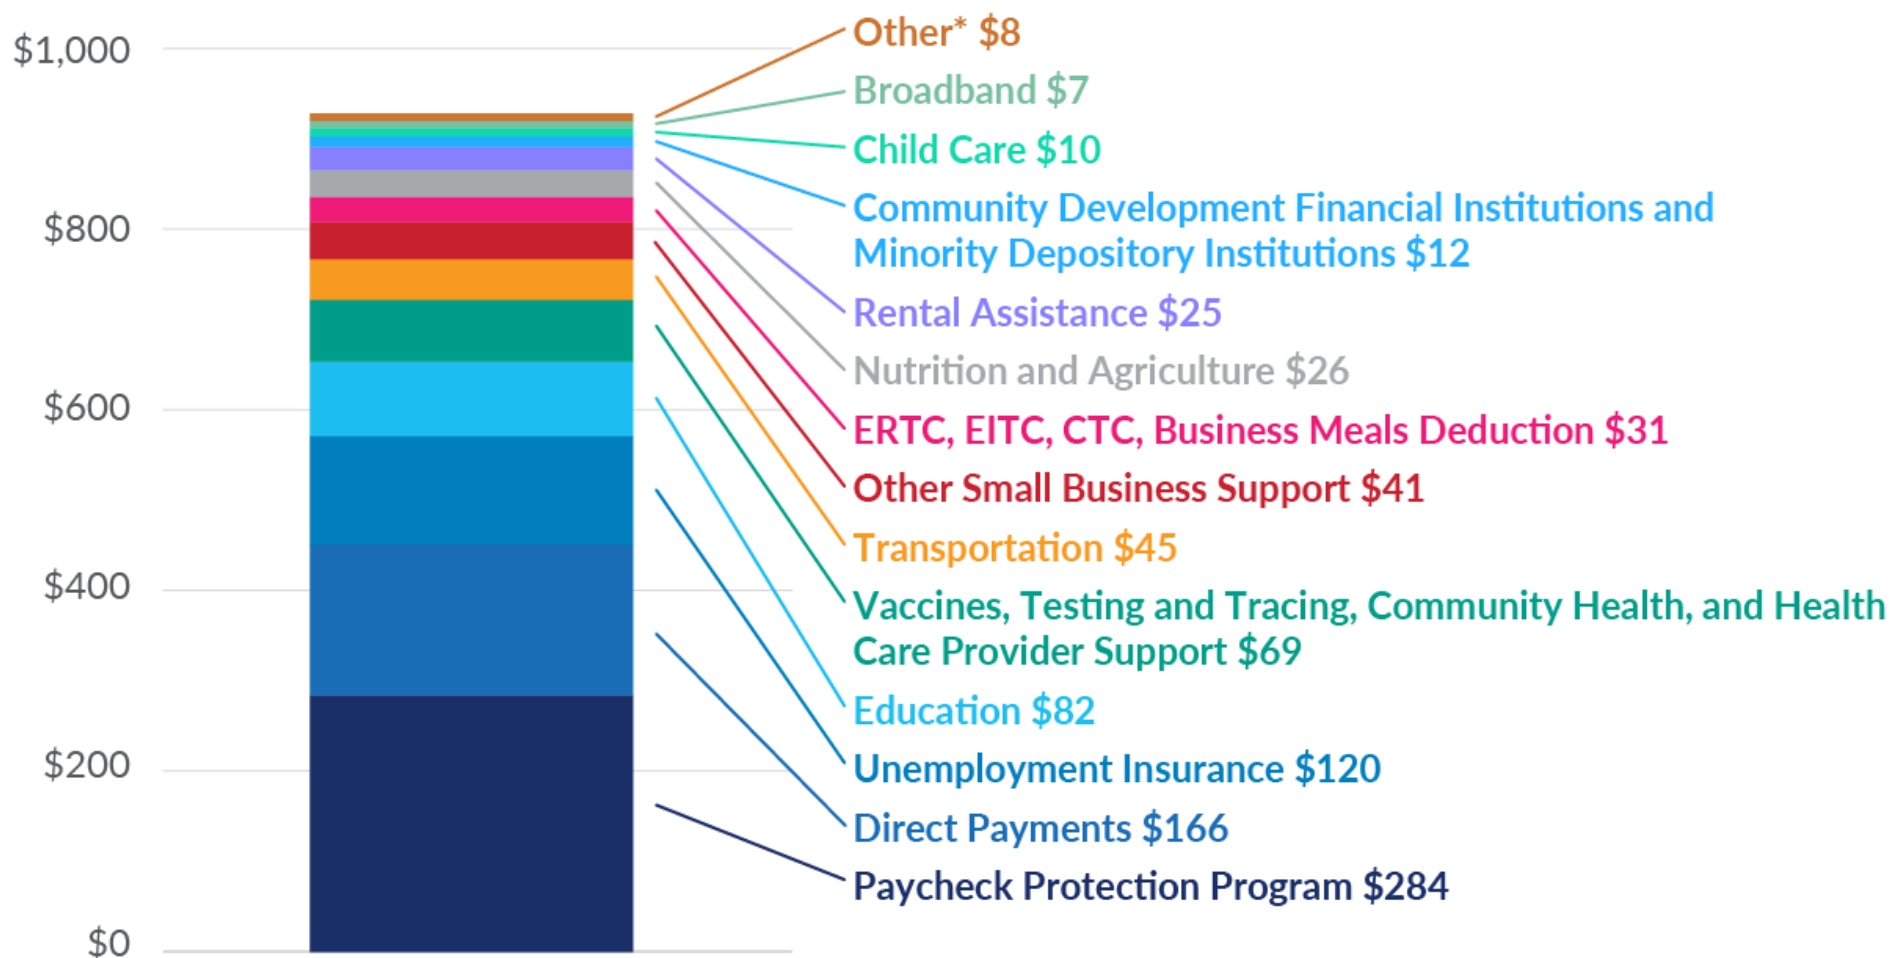 $1,000
$800
$600
$400
$200
$0
Other* $8
Broadband $7
Child Care $10
Community Development Financial Institutions and
Minority Depository Institutions $12
Rental Assistance $25
Nutrition and Agriculture $26
ERTC, EITC, CTC, Business Meals Deduction $31
Other Small Business Support $41
Transportation $45
Vaccines, Testing and Tracing, Community Health, and Health
Care Provider Support $69
Education $82
Unemployment Insurance $120
Direct Payments $166
Paycheck Protection Program $284